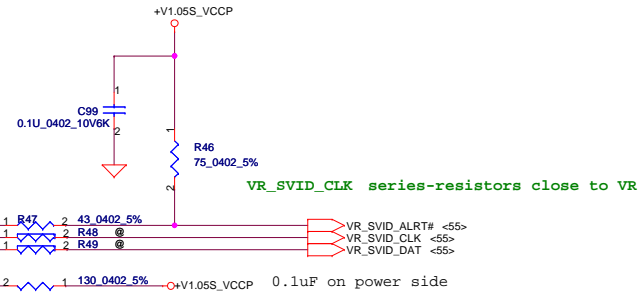 +V1.05S_VCCP
1
C99
0.1U_0402_10V6K
2
1
R46
75_0402_5%
2
VR_SVID_CLK series-resistors close to VR
1 R47 2 43_0402_5% VR_SVID_ALRT# <55>
1 2 R48 @ VR_SVID_CLK <55>
1 2 R49 @ VR_SVID_DAT <55>
2 1 130_0402_5% +V1.05S_VCCP 0.1uF on power side